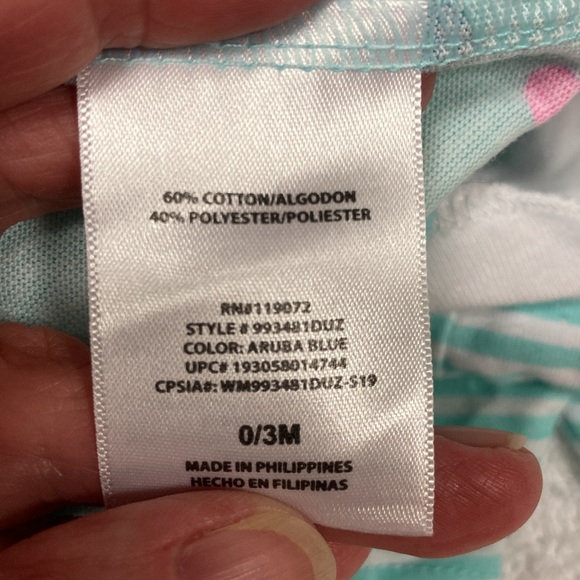 60% COTTON/ALGODON
40% POLYESTER/POLIESTER
RN#119072
STYLE # 993481DUZ
COLOR: ARUBA BLUE
UPC# 193058014744
CPSIA#: WM993481DUZ-S19
0/3M
MADE IN PHILIPPINES
HECHO EN FILIPINAS